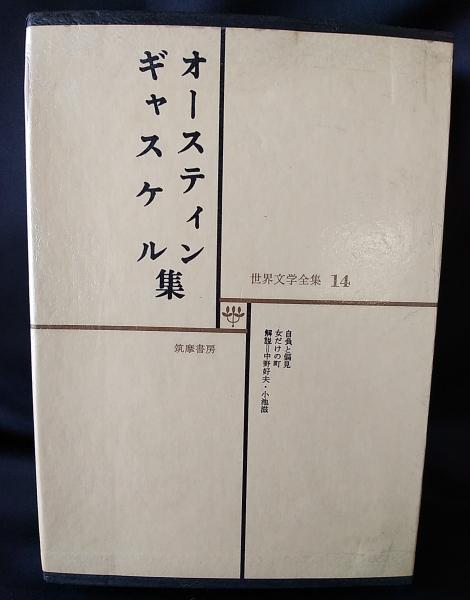 オースティン
ギャスケル集
世界文学全集 14
自負と偏見
女だけの町
解説＝中野好夫・小池滋
筑摩書房